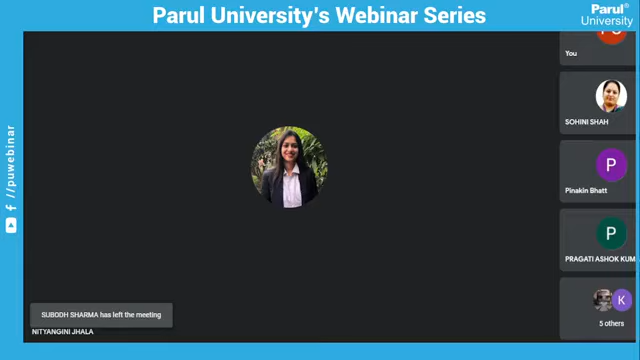 Parul University's Webinar Series
Parul®
University
//puwebinar
f
You
SOHINI SHAH
P
Pinakin Bhatt
P
PRAGATI ASHOK KUM
K
5 others
SUBODH SHARMA has left the meeting
NITYANGINI JHALA